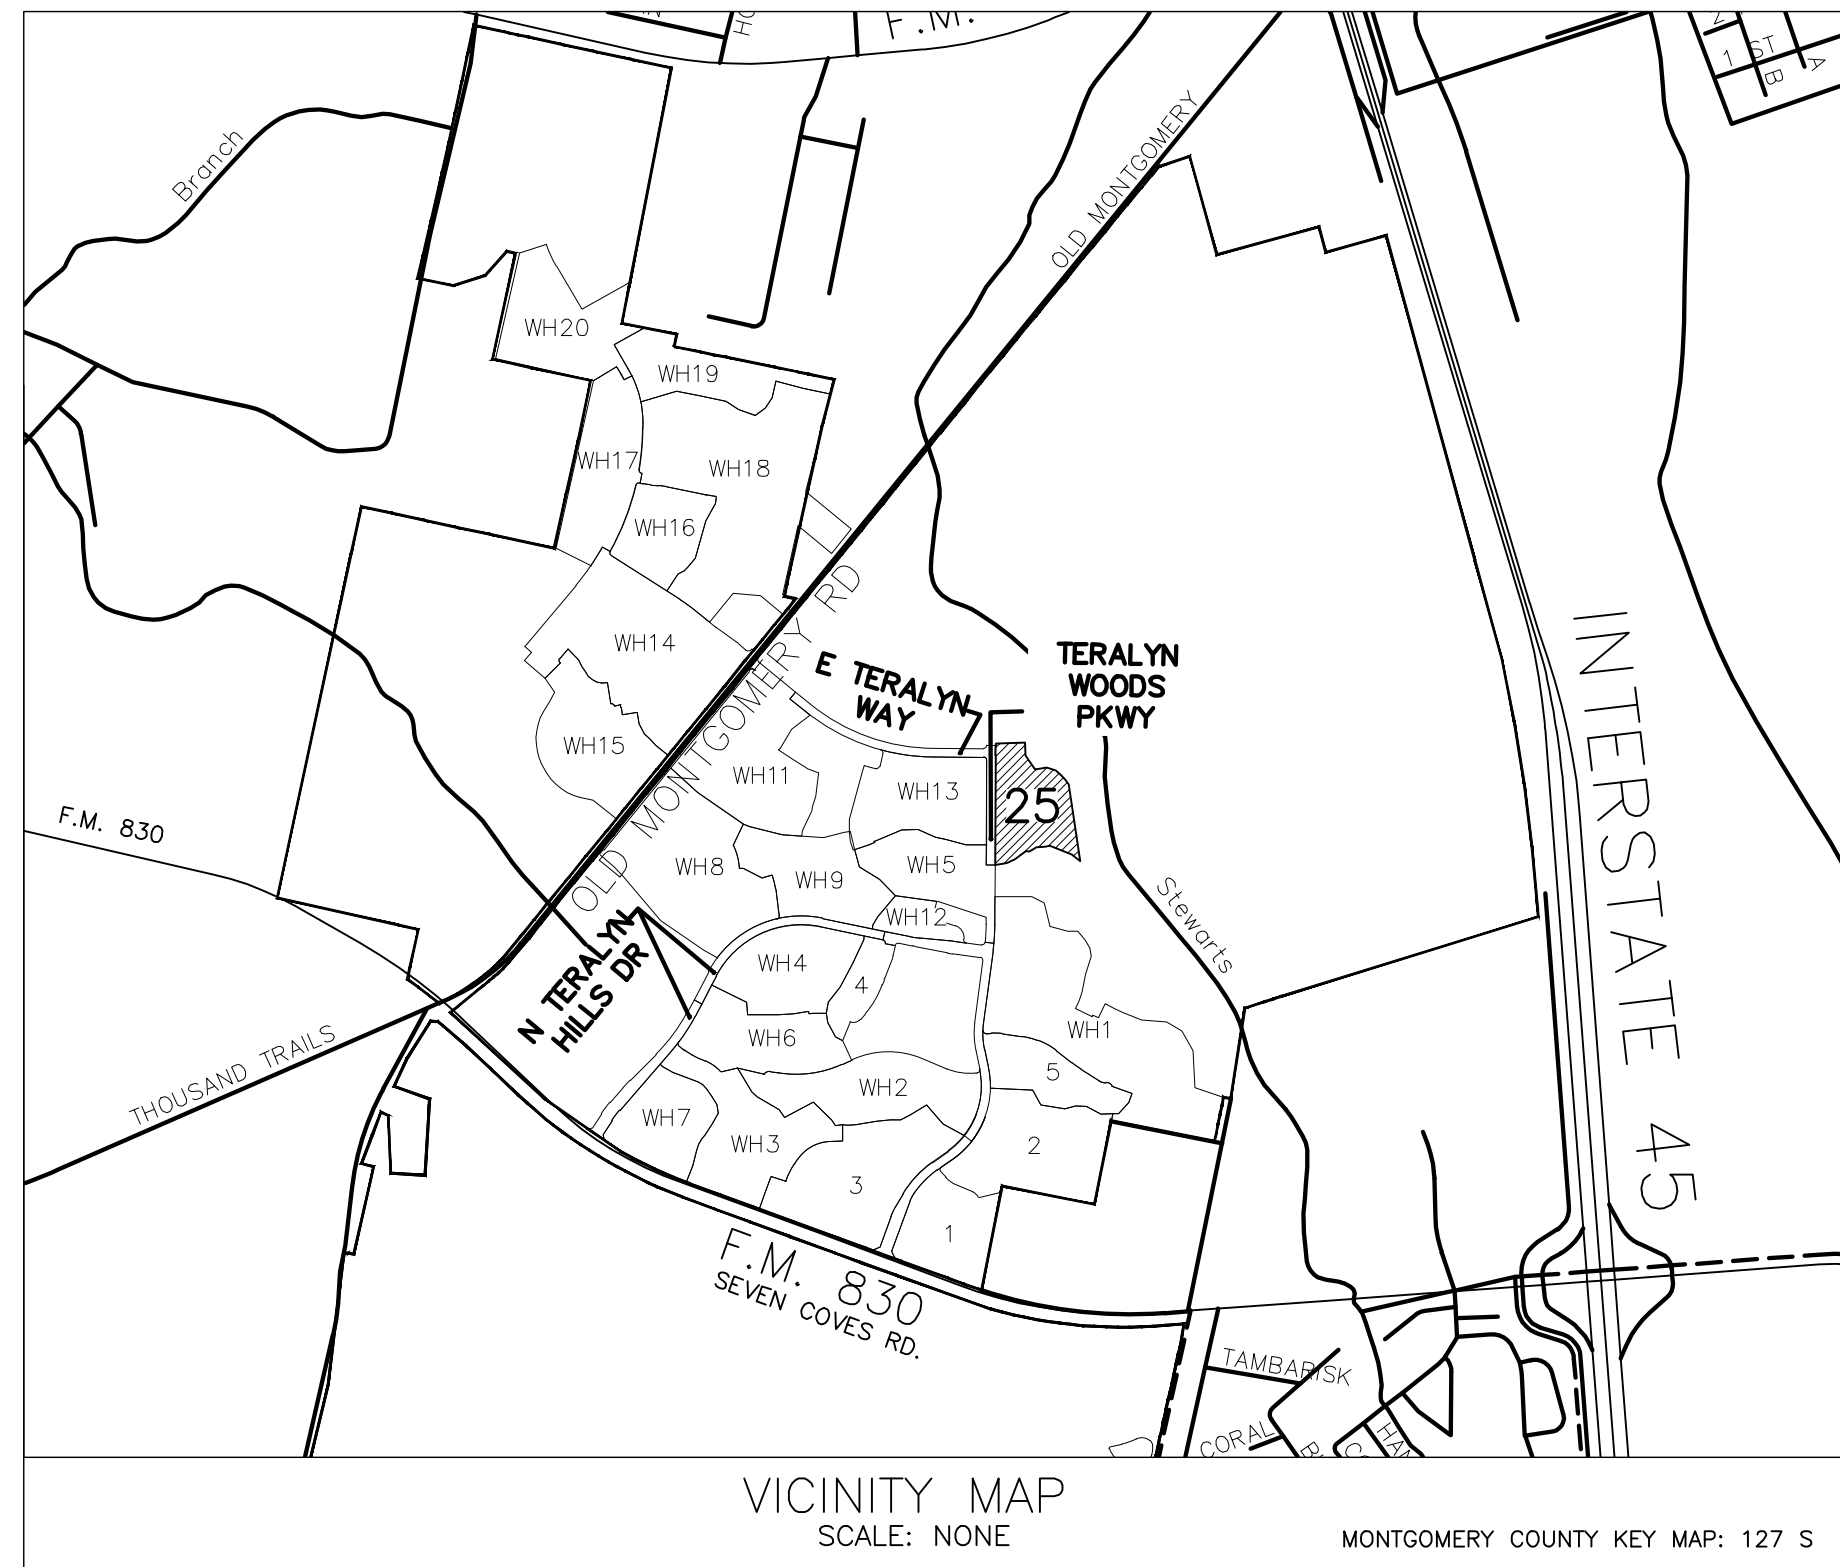 F.M.
1
ST
B
A
Branch
OLD MONTGOMERY
WH20
WH19
WH17
WH18
WH16
OLD MONTGOMERY RD
WH14
E TERALYN
WAY
TERALYN
WOODS
PKWY
INTERSTATE 45
WH15
WH11
WH13
25
F.M. 830
WH8
WH9
WH5
WH12
Stewarts
N TERALYN
HILLS DR
WH4
4
WH6
WH1
THOUSAND TRAILS
5
WH2
WH7
WH3
2
3
1
F.M. 830
SEVEN COVES RD.
TAMBARISK
CORAL
VICINITY MAP
SCALE: NONE
MONTGOMERY COUNTY KEY MAP: 127 S